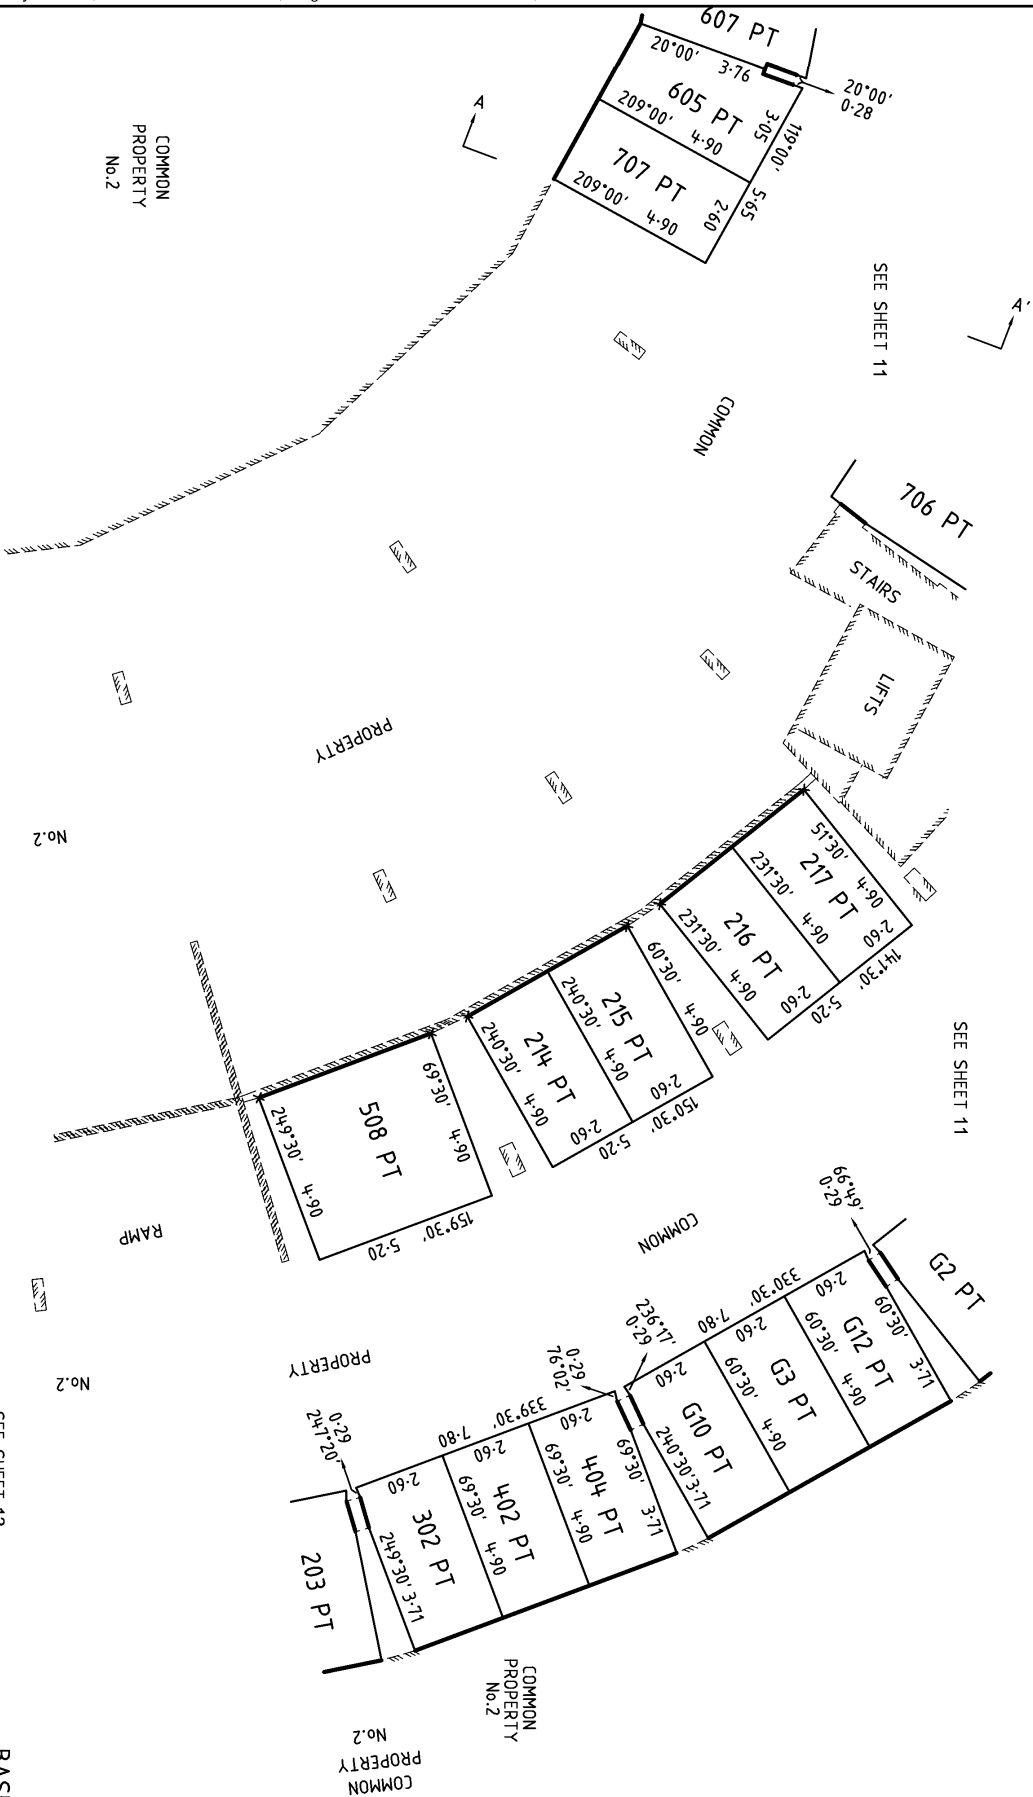 607 PT
20°00'
3·76
20°00'
0·28
605 PT
3·05
119°00'
209°00'
4·90
707 PT
5·65
2·60
209°00'
4·90
A
COMMON
PROPERTY
No.2
SEE SHEET 11
A'
COMMON
706 PT
STAIRS
LIFTS
PROPERTY
No.2
51°30'
4·90
217 PT
2·60
231°30'
4·90
141°30'
5·20
216 PT
2·60
231°30'
4·90
60°30'
4·90
215 PT
2·60
240°30'
4·90
150°30'
5·20
214 PT
2·60
240°30'
4·90
69°30'
4·90
508 PT
159°30'
5·20
249°30'
4·90
SEE SHEET 11
RAMP
COMMON
66°49'
0·29
G2 PT
330°30'
7·80
2·60
60°30'
3·71
G12 PT
60°30'
4·90
2·60
G3 PT
60°30'
4·90
236°17'
0·29
2·60
G10 PT
240°30'
3·71
PROPERTY
No.2
0·29
76°02'
339°30'
7·80
2·60
69°30'
3·71
404 PT
69°30'
4·90
2·60
402 PT
69°30'
4·90
0·29
247°20'
2·60
302 PT
249°30'
3·71
203 PT
COMMON
PROPERTY
No.2
COMMON
PROPERTY
No.2